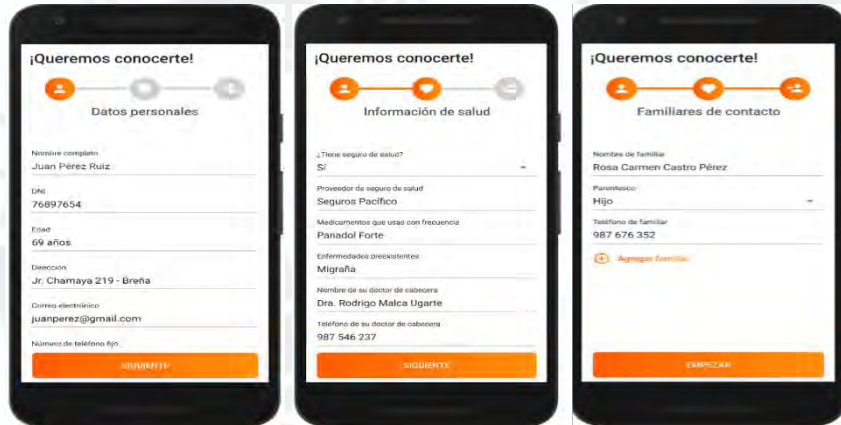 ¡Queremos conocerte!
Datos personales
Nombre completo
Juan Pérez Ruiz
DNI
76897654
Edad
69 años
Dirección
Jr. Chamaya 219 - Breña
Correo electrónico
juanperez@gmail.com
Número de teléfono fijo
SIGUIENTE
¡Queremos conocerte!
Información de salud
¿Tiene seguro de salud?
Sí
Proveedor de seguro de salud
Seguros Pacífico
Medicamentos que usas con frecuencia
Panadol Forte
Enfermedades preexistentes
Migraña
Nombre de su doctor de cabecera
Dra. Rodrigo Malca Ugarte
Teléfono de su doctor de cabecera
987 546 237
SIGUIENTE
¡Queremos conocerte!
Familiares de contacto
Nombre de familiar
Rosa Carmen Castro Pérez
Parentesco
Hijo
Teléfono de familiar
987 676 352
Agregar familiar
EMPEZAR